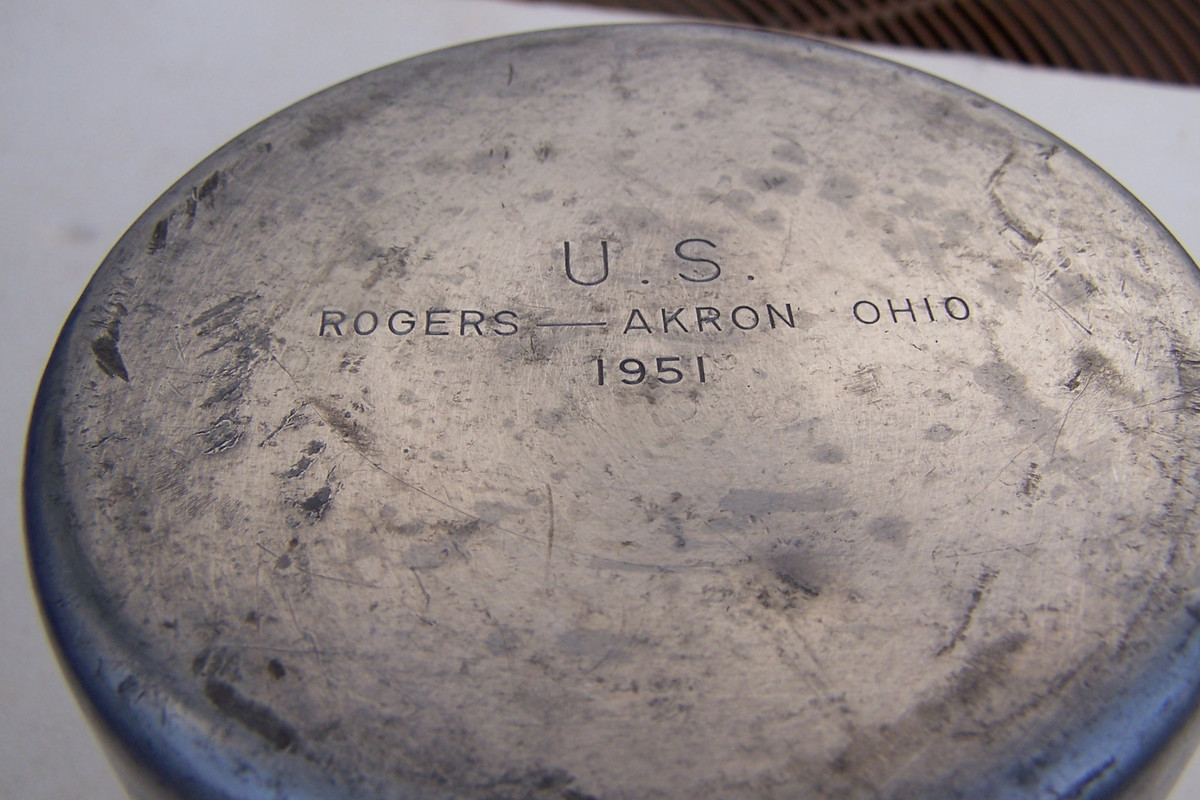 U.S.
ROGERS — AKRON OHIO
1951